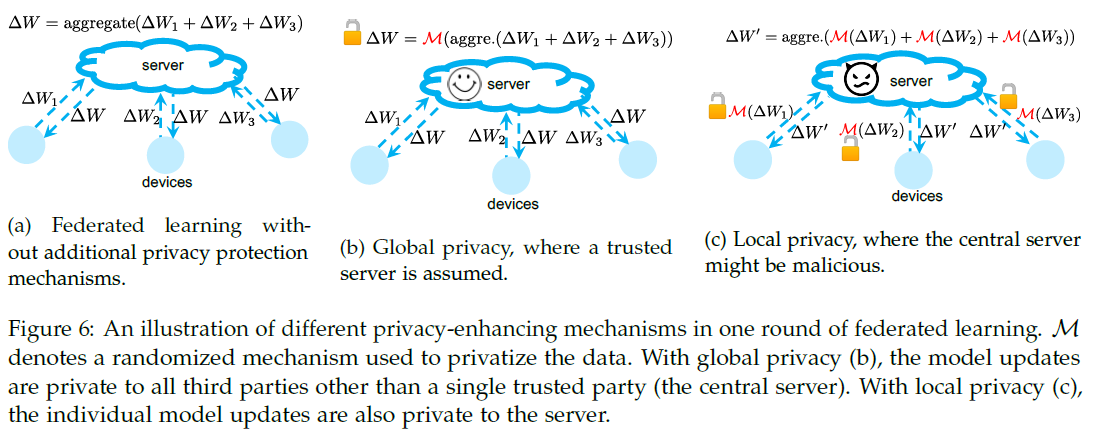 ΔW = aggregate(ΔW₁ + ΔW₂ + ΔW₃)
server
ΔW₁
ΔW
ΔW₂
ΔW
ΔW₃
ΔW
devices
(a) Federated learning with-
out additional privacy protection
mechanisms.
ΔW = ℳ(aggre.(ΔW₁ + ΔW₂ + ΔW₃))
server
ΔW₁
ΔW
ΔW₂
ΔW
ΔW₃
ΔW
devices
(b) Global privacy, where a trusted
server is assumed.
ΔW′ = aggre.(ℳ(ΔW₁) + ℳ(ΔW₂) + ℳ(ΔW₃))
server
ℳ(ΔW₁)
ΔW′
ℳ(ΔW₂)
ΔW′
ΔW′
ℳ(ΔW₃)
devices
(c) Local privacy, where the central server
might be malicious.
Figure 6: An illustration of different privacy-enhancing mechanisms in one round of federated learning. ℳ
denotes a randomized mechanism used to privatize the data. With global privacy (b), the model updates
are private to all third parties other than a single trusted party (the central server). With local privacy (c),
the individual model updates are also private to the server.